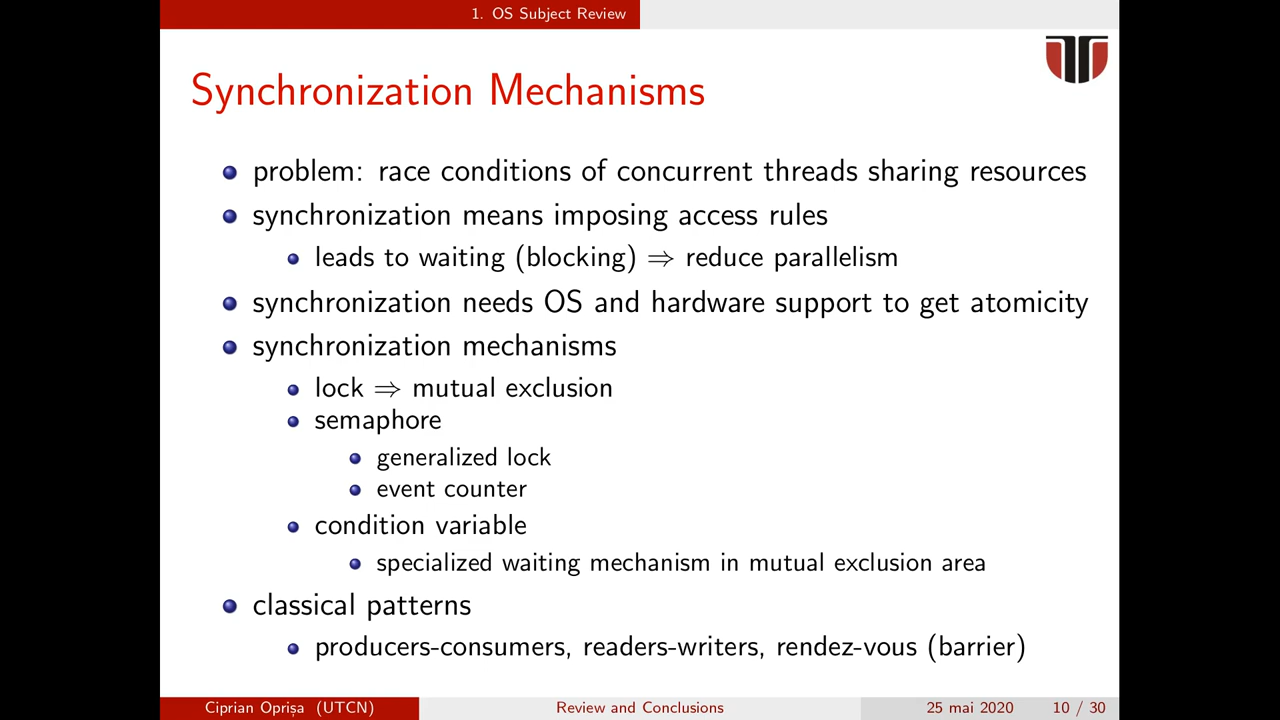 1. OS Subject Review
Synchronization Mechanisms
problem: race conditions of concurrent threads sharing resources
synchronization means imposing access rules
leads to waiting (blocking) ⇒ reduce parallelism
synchronization needs OS and hardware support to get atomicity
synchronization mechanisms
lock ⇒ mutual exclusion
semaphore
generalized lock
event counter
condition variable
specialized waiting mechanism in mutual exclusion area
classical patterns
producers-consumers, readers-writers, rendez-vous (barrier)
Ciprian Oprișa (UTCN) Review and Conclusions 25 mai 2020 10 / 30